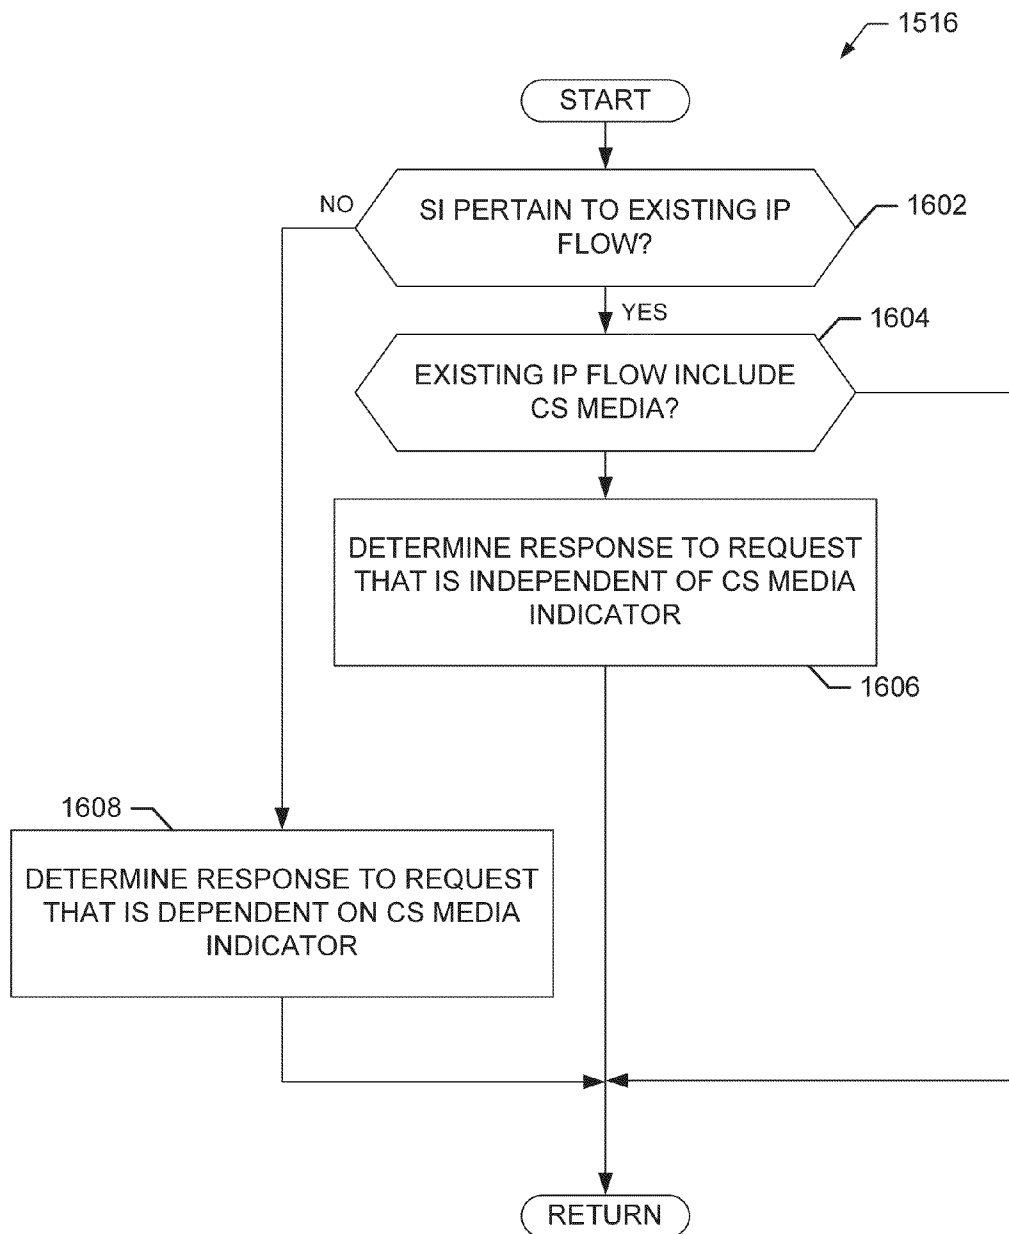 1516
START
NO
SI PERTAIN TO EXISTING IP
FLOW?
1602
YES
1604
EXISTING IP FLOW INCLUDE
CS MEDIA?
DETERMINE RESPONSE TO REQUEST
THAT IS INDEPENDENT OF CS MEDIA
INDICATOR
1606
1608
DETERMINE RESPONSE TO REQUEST
THAT IS DEPENDENT ON CS MEDIA
INDICATOR
RETURN